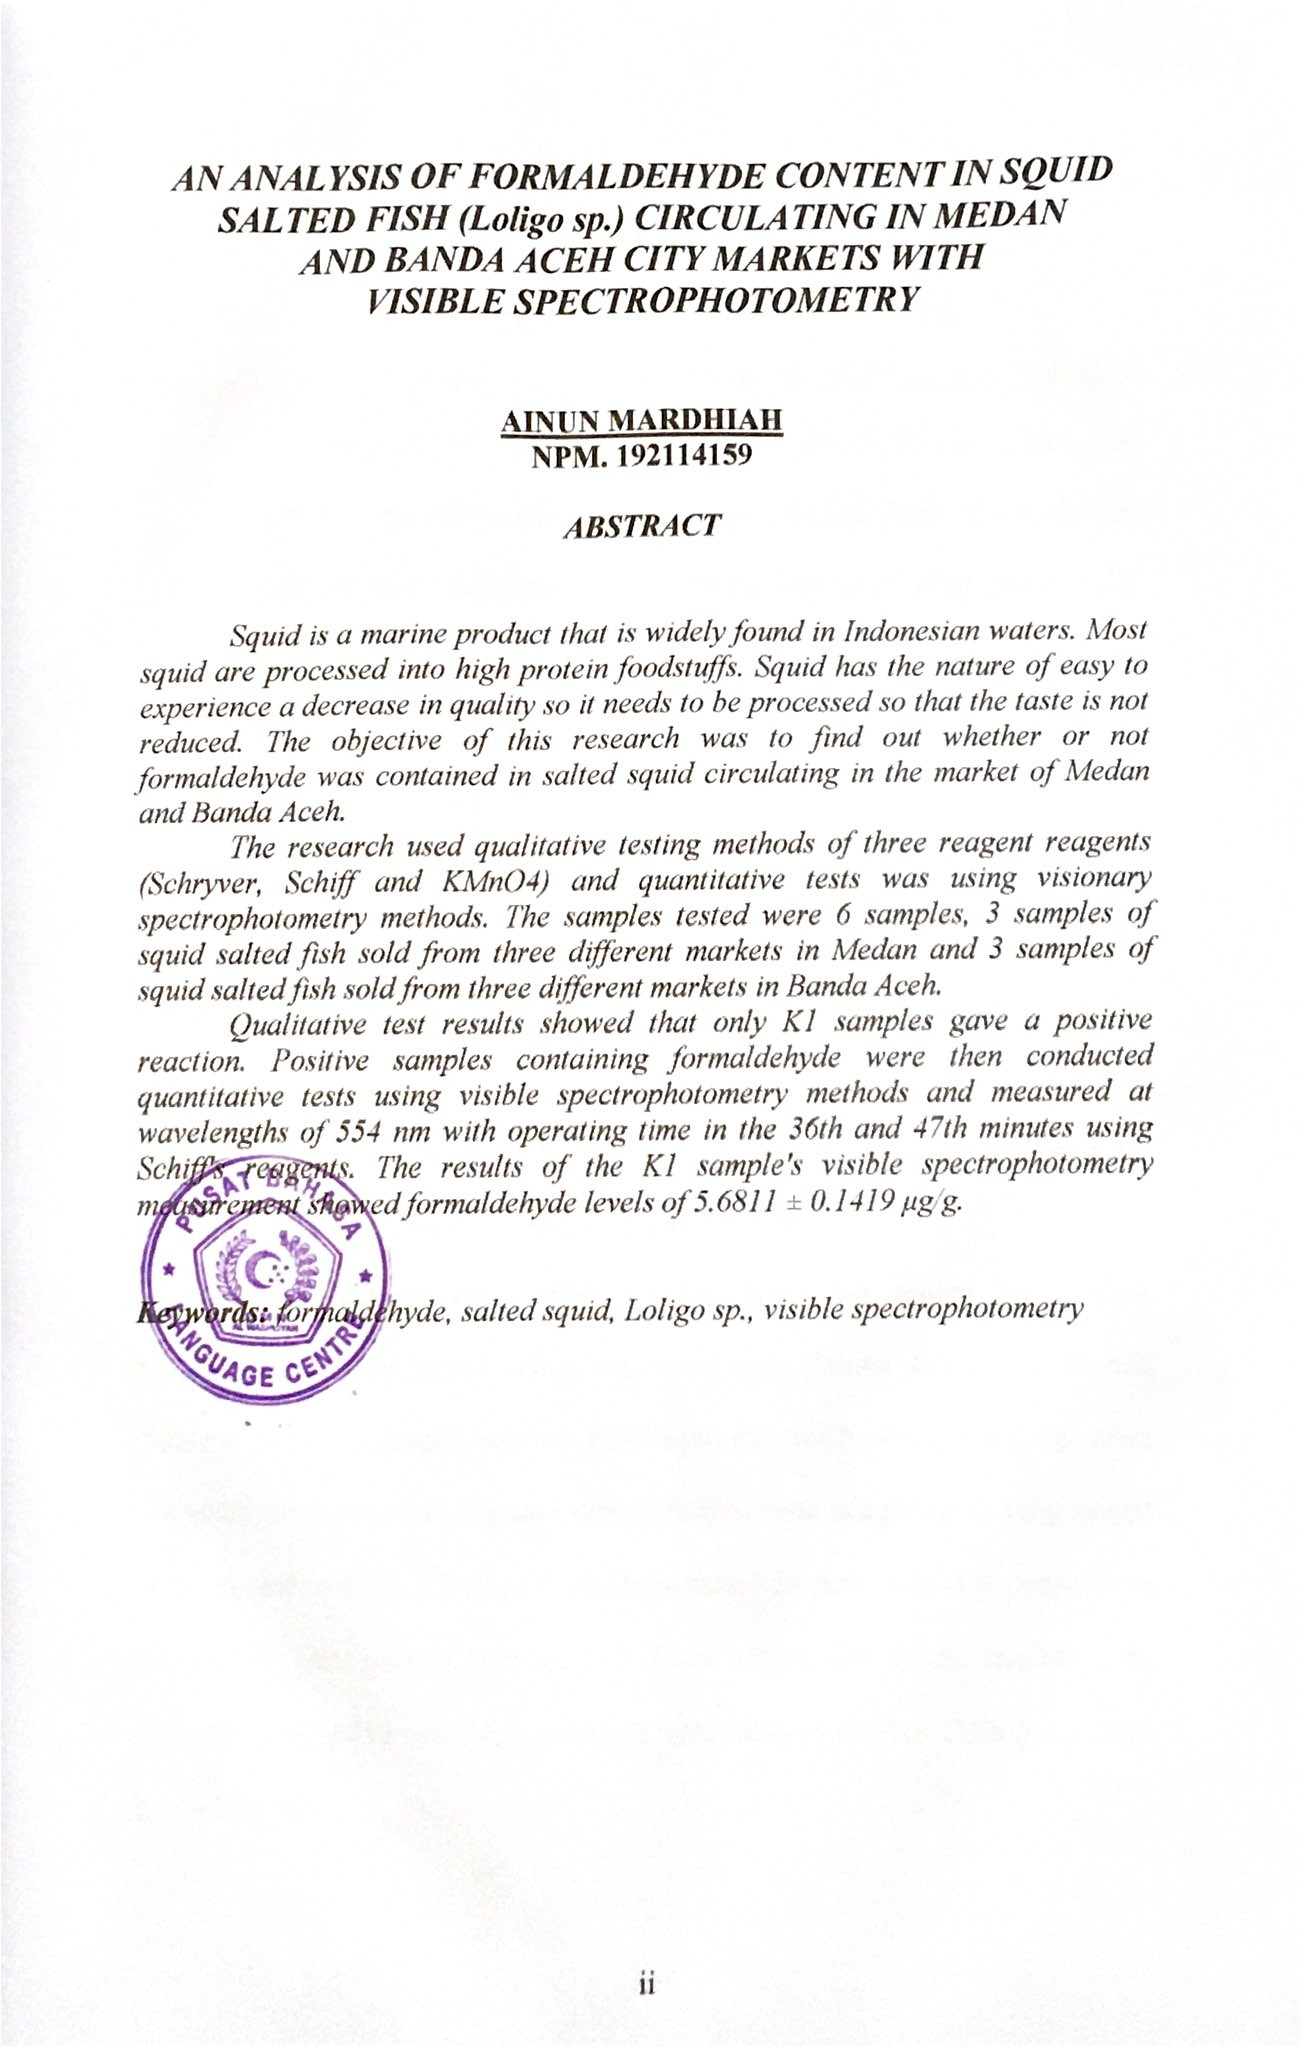 AN ANALYSIS OF FORMALDEHYDE CONTENT IN SQUID
SALTED FISH (Loligo sp.) CIRCULATING IN MEDAN
AND BANDA ACEH CITY MARKETS WITH
VISIBLE SPECTROPHOTOMETRY
AINUN MARDHIAH
NPM. 192114159
ABSTRACT
Squid is a marine product that is widely found in Indonesian waters. Most
squid are processed into high protein foodstuffs. Squid has the nature of easy to
experience a decrease in quality so it needs to be processed so that the taste is not
reduced. The objective of this research was to find out whether or not
formaldehyde was contained in salted squid circulating in the market of Medan
and Banda Aceh.
The research used qualitative testing methods of three reagent reagents
(Schryver, Schiff and KMnO4) and quantitative tests was using visionary
spectrophotometry methods. The samples tested were 6 samples, 3 samples of
squid salted fish sold from three different markets in Medan and 3 samples of
squid salted fish sold from three different markets in Banda Aceh.
Qualitative test results showed that only K1 samples gave a positive
reaction. Positive samples containing formaldehyde were then conducted
quantitative tests using visible spectrophotometry methods and measured at
wavelengths of 554 nm with operating time in the 36th and 47th minutes using
Schiff's reagents. The results of the K1 sample's visible spectrophotometry
measurement showed formaldehyde levels of 5.6811 ± 0.1419 µg/g.
PUSAT BAHASA
Keywords: formaldehyde, salted squid, Loligo sp., visible spectrophotometry
LANGUAGE CENTRE
ii